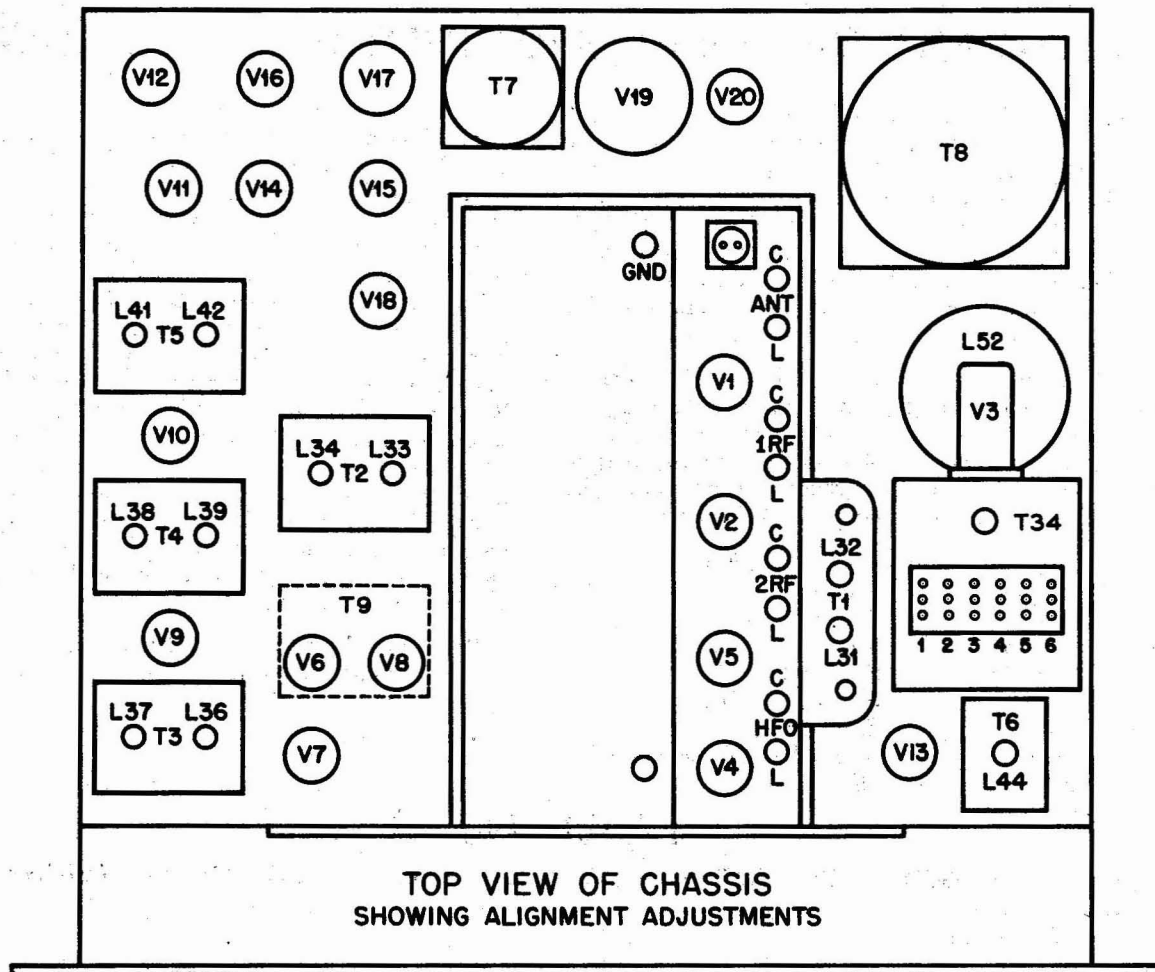 V12 V16 V17 T7 V19 V20 T8
V11 V14 V15
GND C
ANT
L
V18
L41 T5 L42
L52
V3
V1 C
1RF
L
V10
L34 T2 L33
L38 T4 L39
V2 C
2RF
L
L32
T1
L31
T34
1 2 3 4 5 6
T9
V6 V8
V9
V5 C
HFO
L
L37 T3 L36
V7
V4
V13
T6
L44
TOP VIEW OF CHASSIS
SHOWING ALIGNMENT ADJUSTMENTS